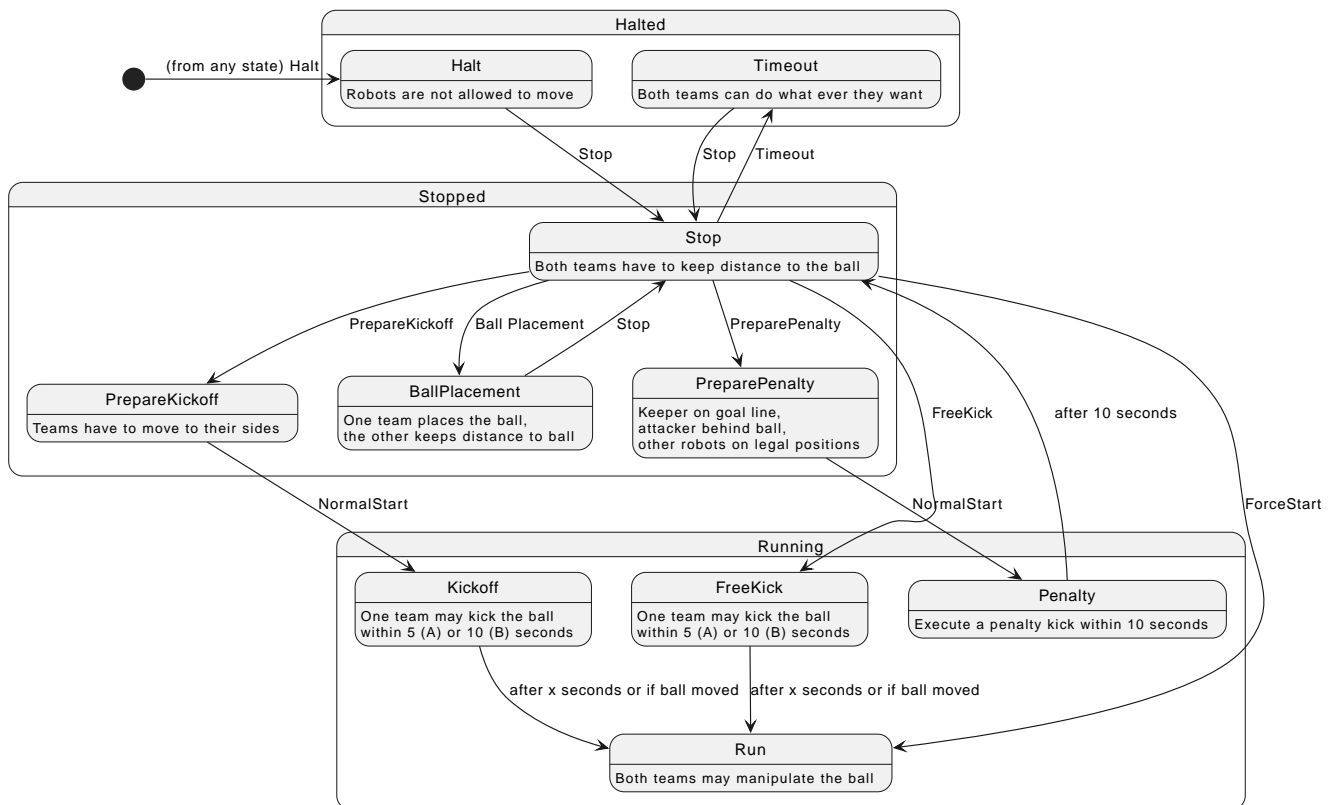 Halted
(from any state) Halt
Halt
Robots are not allowed to move
Timeout
Both teams can do what ever they want
Stop
Stop
Timeout
Stopped
Stop
Both teams have to keep distance to the ball
PrepareKickoff
Ball Placement
Stop
PreparePenalty
PrepareKickoff
Teams have to move to their sides
BallPlacement
One team places the ball,
the other keeps distance to ball
PreparePenalty
Keeper on goal line,
attacker behind ball,
other robots on legal positions
FreeKick
after 10 seconds
NormalStart
NormalStart
ForceStart
Running
Kickoff
One team may kick the ball
within 5 (A) or 10 (B) seconds
FreeKick
One team may kick the ball
within 5 (A) or 10 (B) seconds
Penalty
Execute a penalty kick within 10 seconds
after x seconds or if ball moved
after x seconds or if ball moved
Run
Both teams may manipulate the ball